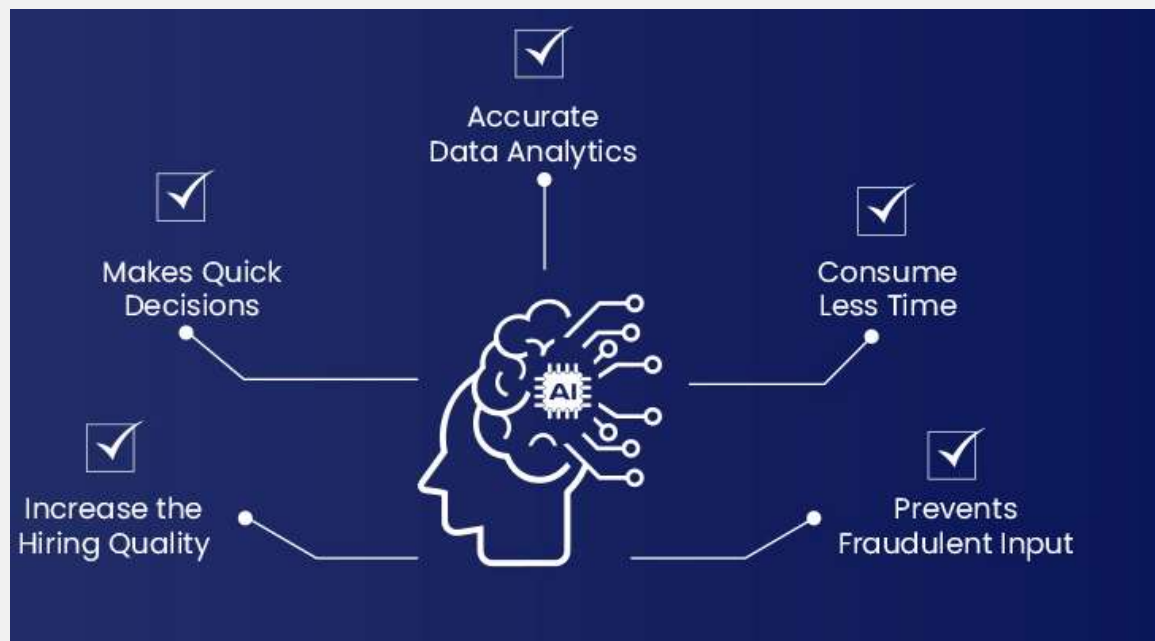 Accurate
Data Analytics
Makes Quick
Decisions
Consume
Less Time
AI
Increase the
Hiring Quality
Prevents
Fraudulent Input